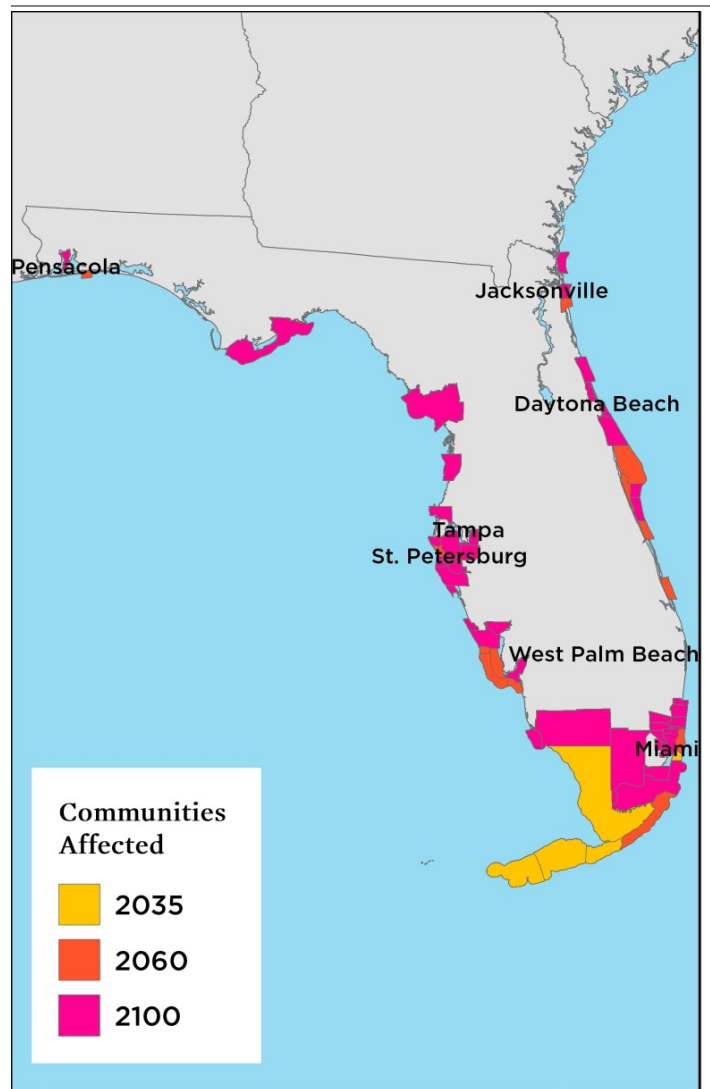 Pensacola
Jacksonville
Daytona Beach
Tampa
St. Petersburg
West Palm Beach
Miami
Communities
Affected
2035
2060
2100